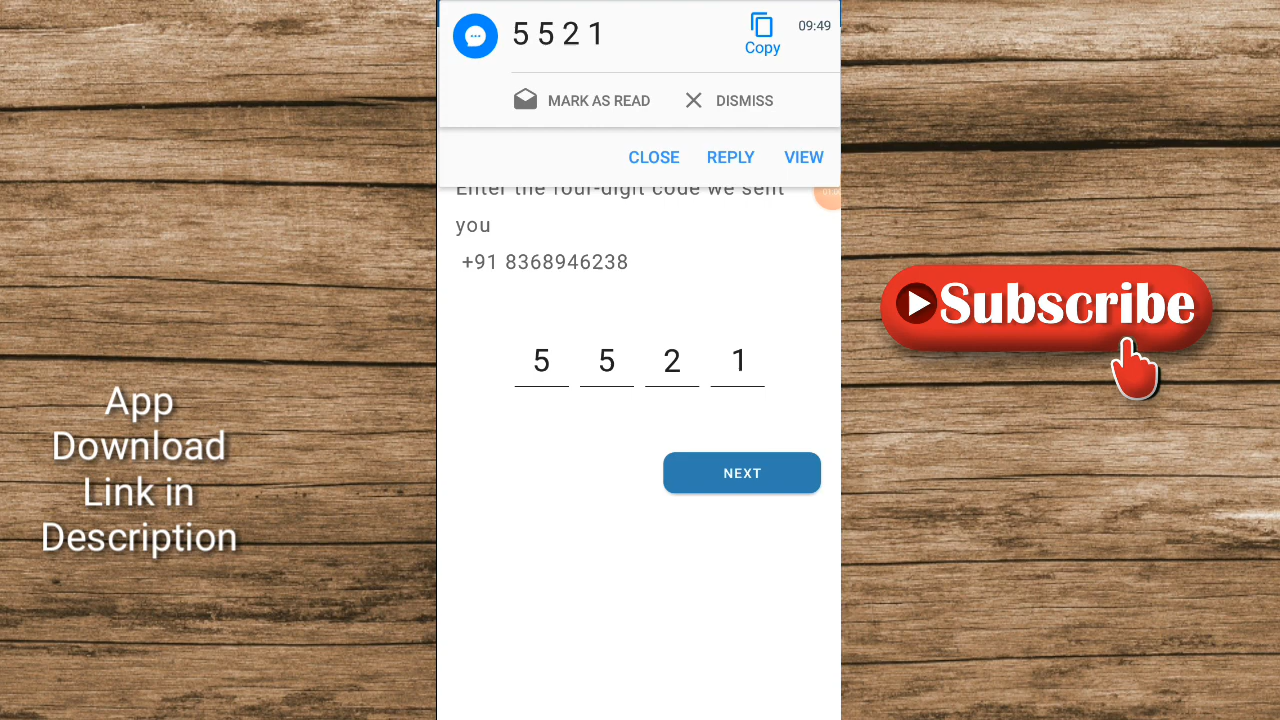 5 5 2 1
Copy
09:49
MARK AS READ
DISMISS
CLOSE
REPLY
VIEW
Enter the four-digit code we sent
you
+91 8368946238
5 5 2 1
NEXT
App
Download
Link in
Description
Subscribe